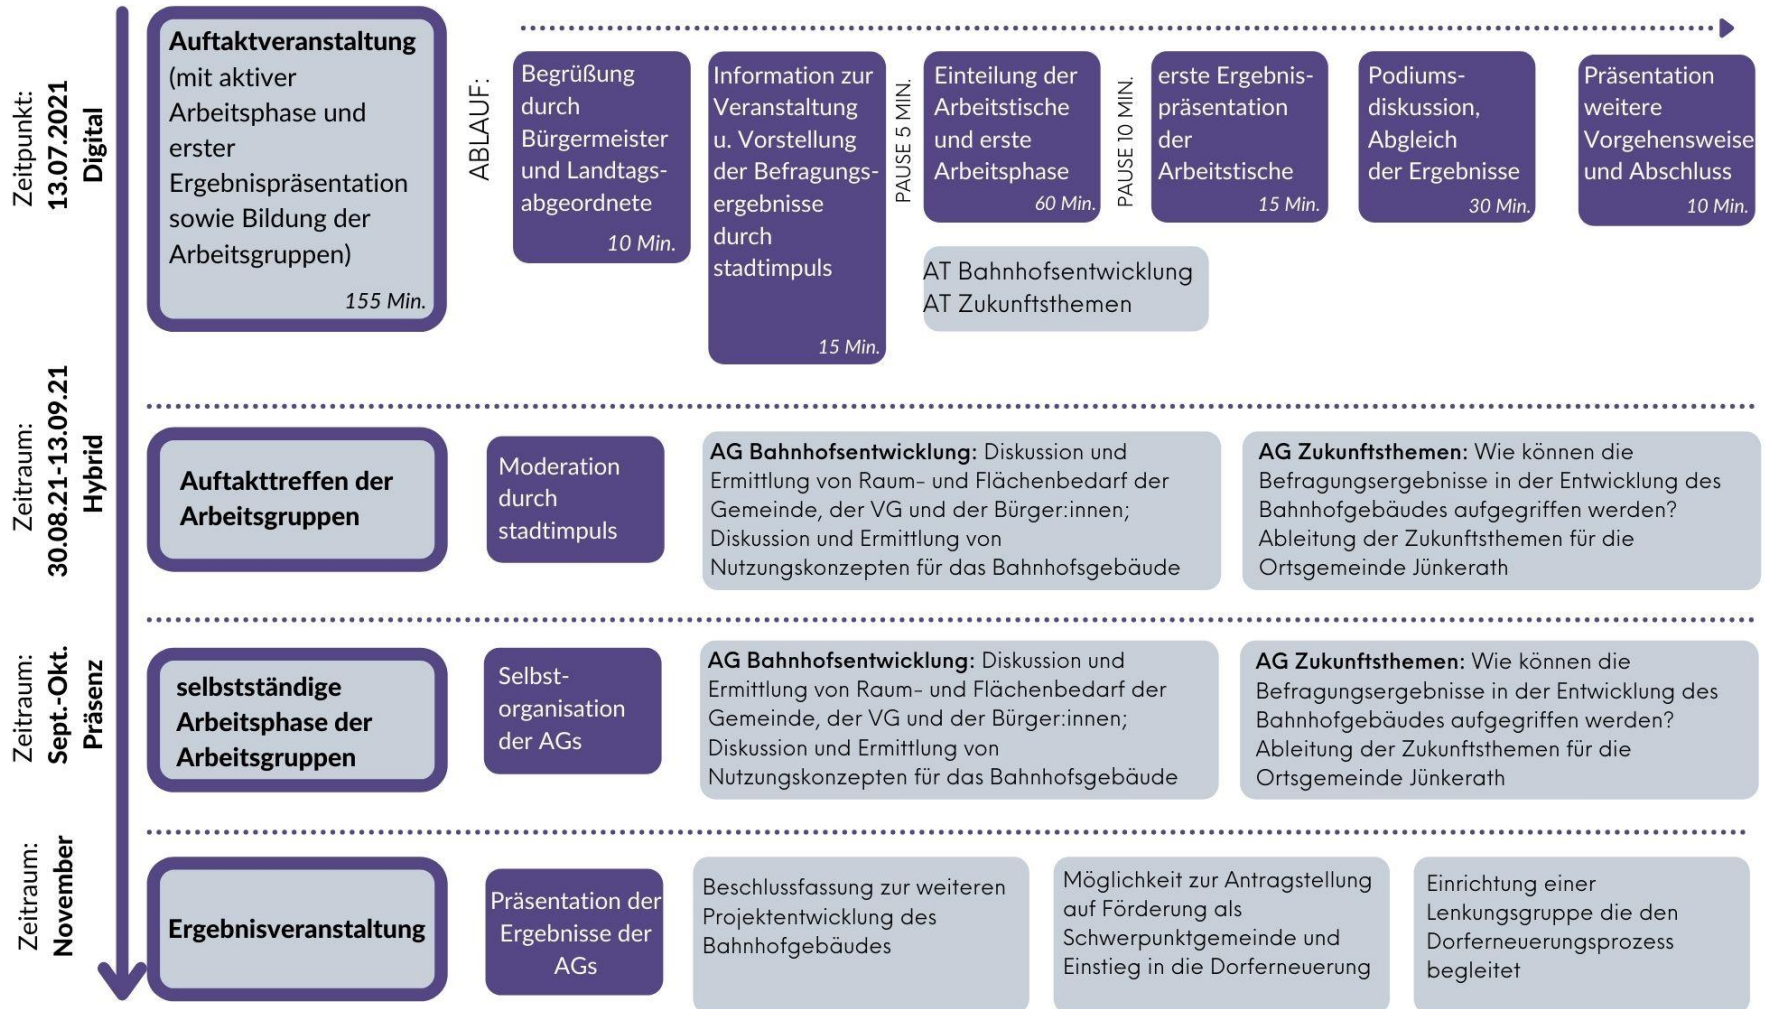 Zeitpunkt:
13.07.2021
Digital
Auftaktveranstaltung
(mit aktiver
Arbeitsphase und
erster
Ergebnispräsentation
sowie Bildung der
Arbeitsgruppen)
155 Min.
ABLAUF:
Begrüßung
durch
Bürgermeister
und Landtags-
abgeordnete
10 Min.
Information zur
Veranstaltung
u. Vorstellung
der Befragungs-
ergebnisse
durch
stadtimpuls
15 Min.
PAUSE 5 MIN.
Einteilung der
Arbeitstische
und erste
Arbeitsphase
60 Min.
AT Bahnhofsentwicklung
AT Zukunftsthemen
PAUSE 10 MIN.
erste Ergebnis-
präsentation
der
Arbeitstische
15 Min.
Podiums-
diskussion,
Abgleich
der Ergebnisse
30 Min.
Präsentation
weitere
Vorgehensweise
und Abschluss
10 Min.
Zeitraum:
30.08.21-13.09.21
Hybrid
Auftakttreffen der
Arbeitsgruppen
Moderation
durch
stadtimpuls
AG Bahnhofsentwicklung: Diskussion und
Ermittlung von Raum- und Flächenbedarf der
Gemeinde, der VG und der Bürger:innen;
Diskussion und Ermittlung von
Nutzungskonzepten für das Bahnhofsgebäude
AG Zukunftsthemen: Wie können die
Befragungsergebnisse in der Entwicklung des
Bahnhofgebäudes aufgegriffen werden?
Ableitung der Zukunftsthemen für die
Ortsgemeinde Jünkerath
Zeitraum:
Sept.-Okt.
Präsenz
selbstständige
Arbeitsphase der
Arbeitsgruppen
Selbst-
organisation
der AGs
AG Bahnhofsentwicklung: Diskussion und
Ermittlung von Raum- und Flächenbedarf der
Gemeinde, der VG und der Bürger:innen;
Diskussion und Ermittlung von
Nutzungskonzepten für das Bahnhofsgebäude
AG Zukunftsthemen: Wie können die
Befragungsergebnisse in der Entwicklung des
Bahnhofgebäudes aufgegriffen werden?
Ableitung der Zukunftsthemen für die
Ortsgemeinde Jünkerath
Zeitraum:
November
Ergebnisveranstaltung
Präsentation der
Ergebnisse der
AGs
Beschlussfassung zur weiteren
Projektentwicklung des
Bahnhofgebäudes
Möglichkeit zur Antragstellung
auf Förderung als
Schwerpunktgemeinde und
Einstieg in die Dorferneuerung
Einrichtung einer
Lenkungsgruppe die den
Dorferneuerungsprozess
begleitet